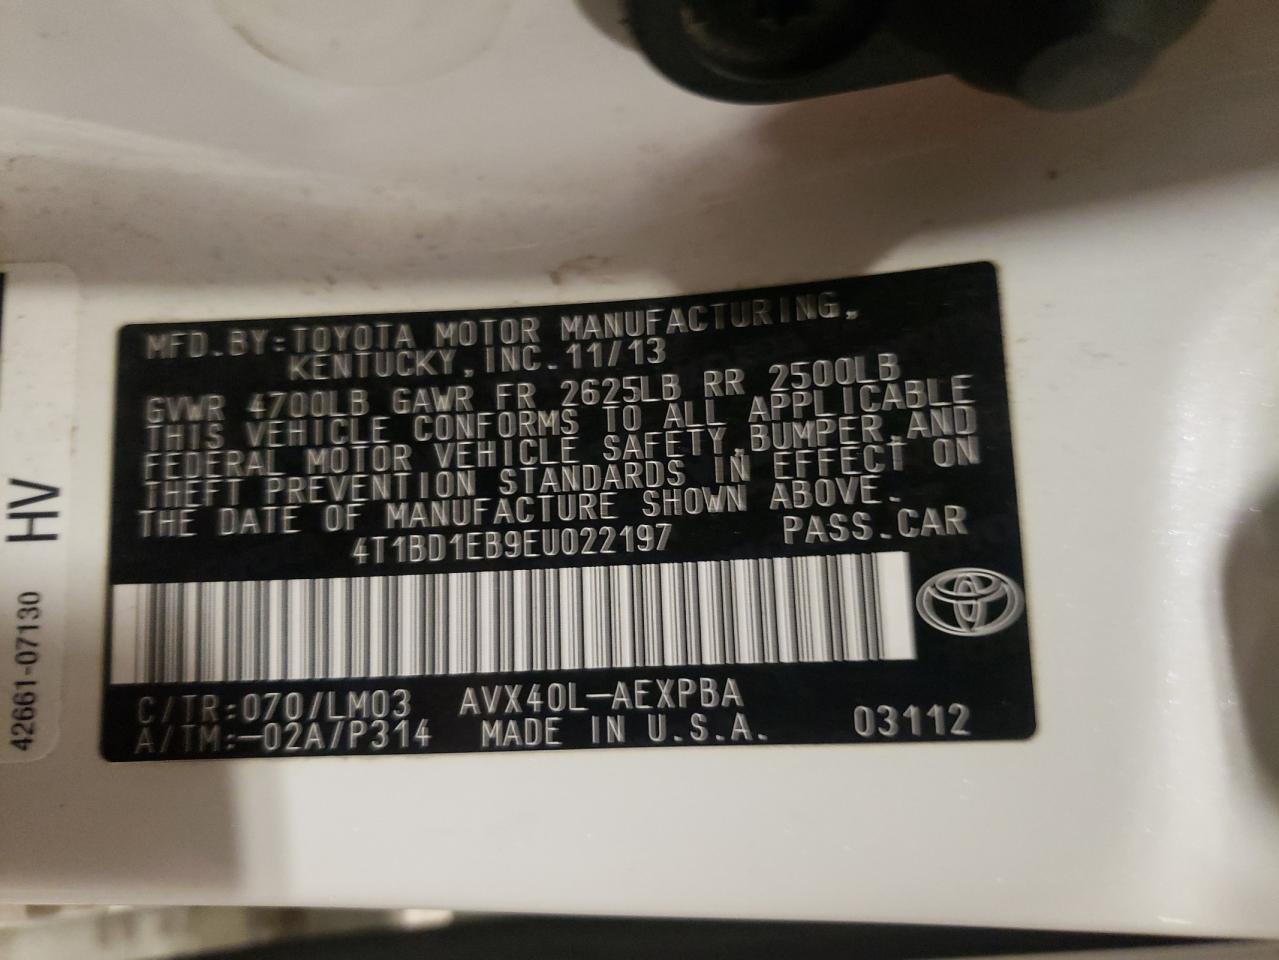 MFD.BY:TOYOTA MOTOR MANUFACTURING,
KENTUCKY,INC.11/13
GVWR 4700LB GAWR FR 2625LB RR 2500LB
THIS VEHICLE CONFORMS TO ALL APPLICABLE
FEDERAL MOTOR VEHICLE SAFETY,BUMPER,AND
THEFT PREVENTION STANDARDS IN EFFECT ON
THE DATE OF MANUFACTURE SHOWN ABOVE.
4T1BD1EB9EU022197 PASS.CAR
C/TR:070/LM03 AVX40L-AEXPBA
A/TM:-02A/P314 MADE IN U.S.A. 03112
HV
42661-07130